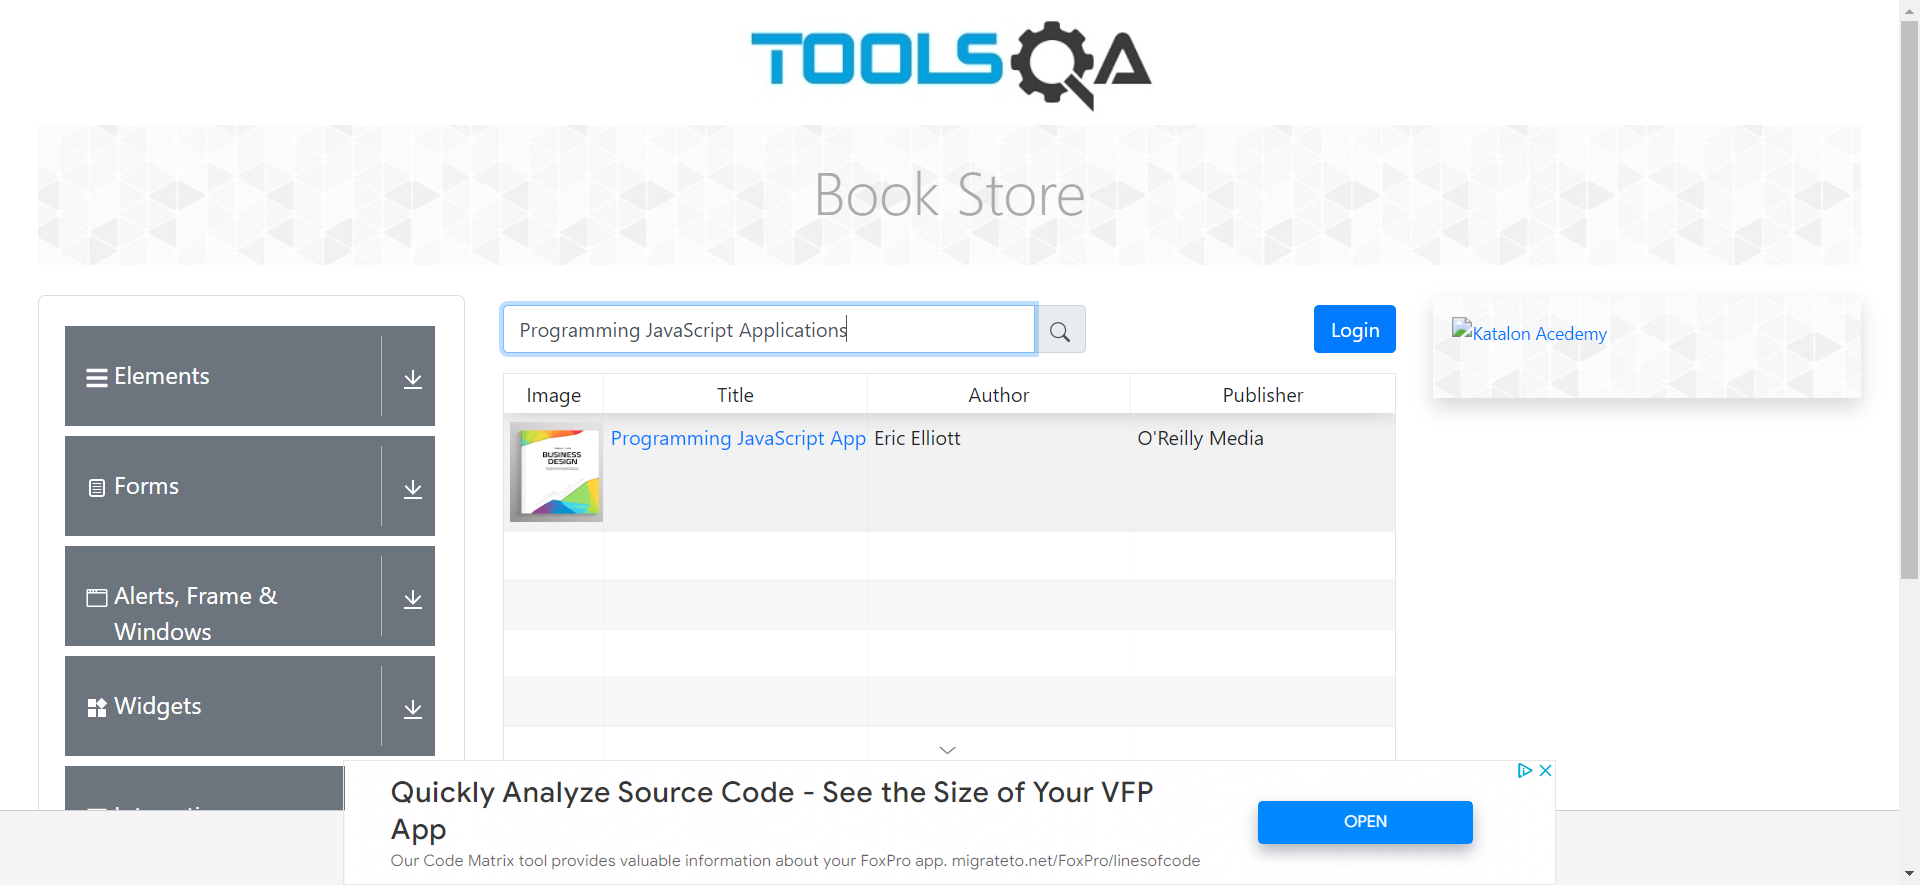 TOOLSQA
Book Store
Elements
Forms
Alerts, Frame &
Windows
Widgets
Programming JavaScript Applications
Login
Katalon Acedemy
Image Title Author Publisher
BUSINESS
DESIGN
Programming JavaScript App Eric Elliott O'Reilly Media
Quickly Analyze Source Code - See the Size of Your VFP
App
Our Code Matrix tool provides valuable information about your FoxPro app. migrateto.net/FoxPro/linesofcode
OPEN